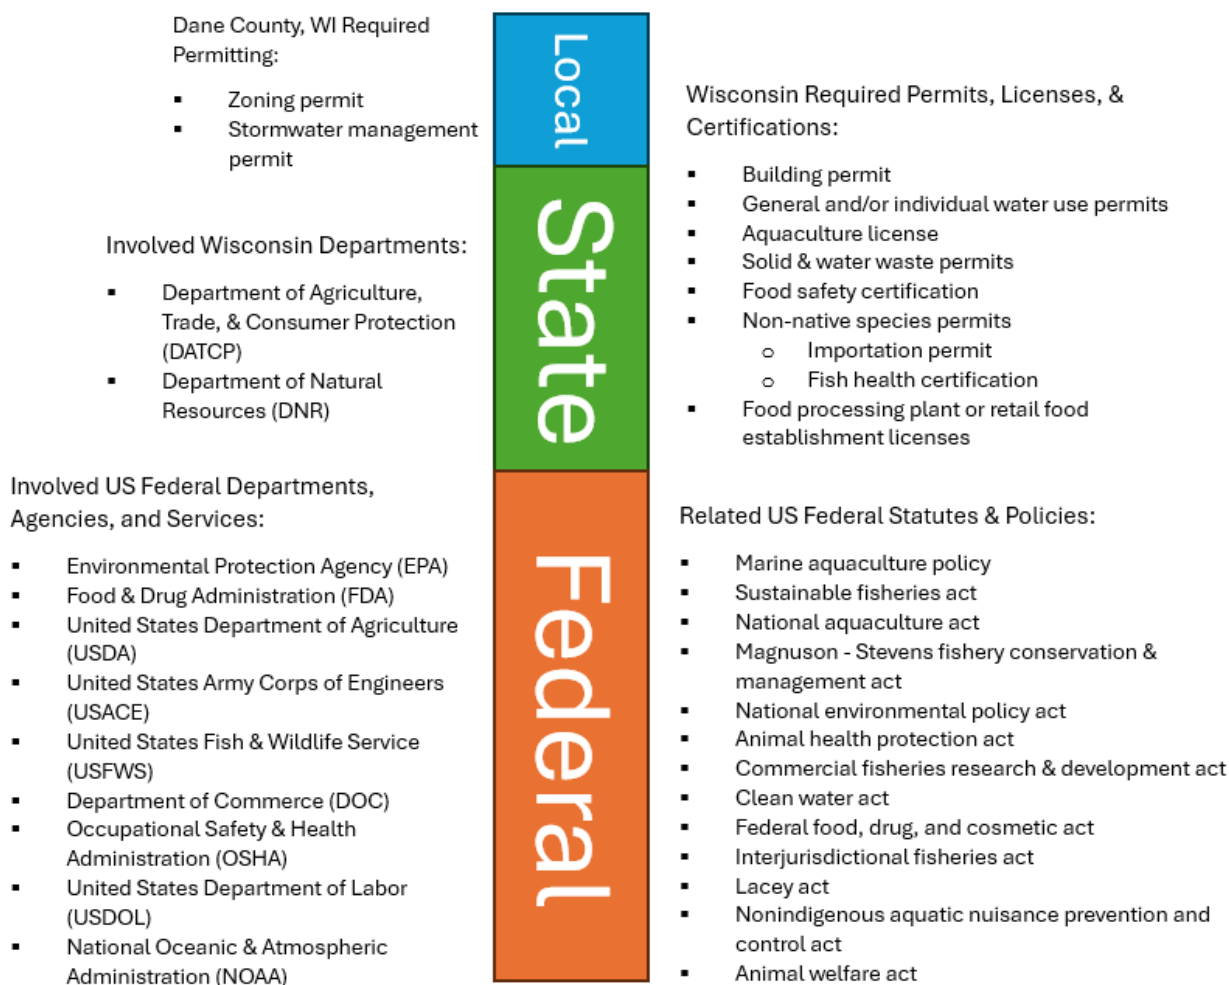 Dane County, WI Required
Permitting:
▪ Zoning permit
▪ Stormwater management
permit
Local
Wisconsin Required Permits, Licenses, &
Certifications:
▪ Building permit
▪ General and/or individual water use permits
▪ Aquaculture license
▪ Solid & water waste permits
▪ Food safety certification
▪ Non-native species permits
o Importation permit
o Fish health certification
▪ Food processing plant or retail food
establishment licenses
State
Involved Wisconsin Departments:
▪ Department of Agriculture,
Trade, & Consumer Protection
(DATCP)
▪ Department of Natural
Resources (DNR)
Involved US Federal Departments,
Agencies, and Services:
▪ Environmental Protection Agency (EPA)
▪ Food & Drug Administration (FDA)
▪ United States Department of Agriculture
(USDA)
▪ United States Army Corps of Engineers
(USACE)
▪ United States Fish & Wildlife Service
(USFWS)
▪ Department of Commerce (DOC)
▪ Occupational Safety & Health
Administration (OSHA)
▪ United States Department of Labor
(USDOL)
▪ National Oceanic & Atmospheric
Administration (NOAA)
Federal
Related US Federal Statutes & Policies:
▪ Marine aquaculture policy
▪ Sustainable fisheries act
▪ National aquaculture act
▪ Magnuson - Stevens fishery conservation &
management act
▪ National environmental policy act
▪ Animal health protection act
▪ Commercial fisheries research & development act
▪ Clean water act
▪ Federal food, drug, and cosmetic act
▪ Interjurisdictional fisheries act
▪ Lacey act
▪ Nonindigenous aquatic nuisance prevention and
control act
▪ Animal welfare act